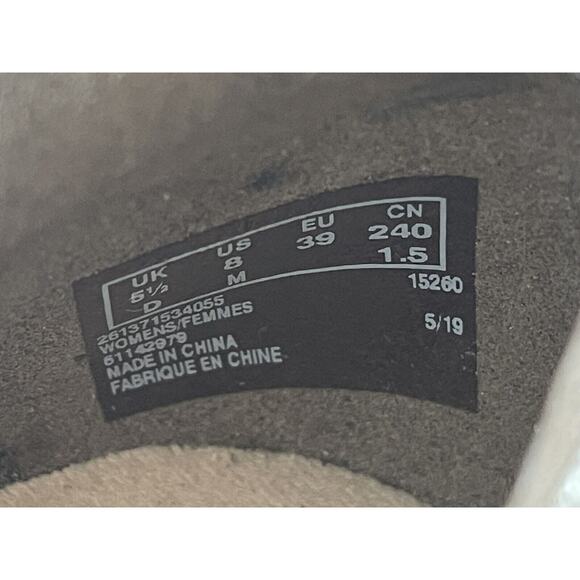 UK US EU CN
5½ 8 39 240
D M 1.5
261371534055 15260
WOMENS/FEMMES
61142979 5/19
MADE IN CHINA
FABRIQUE EN CHINE